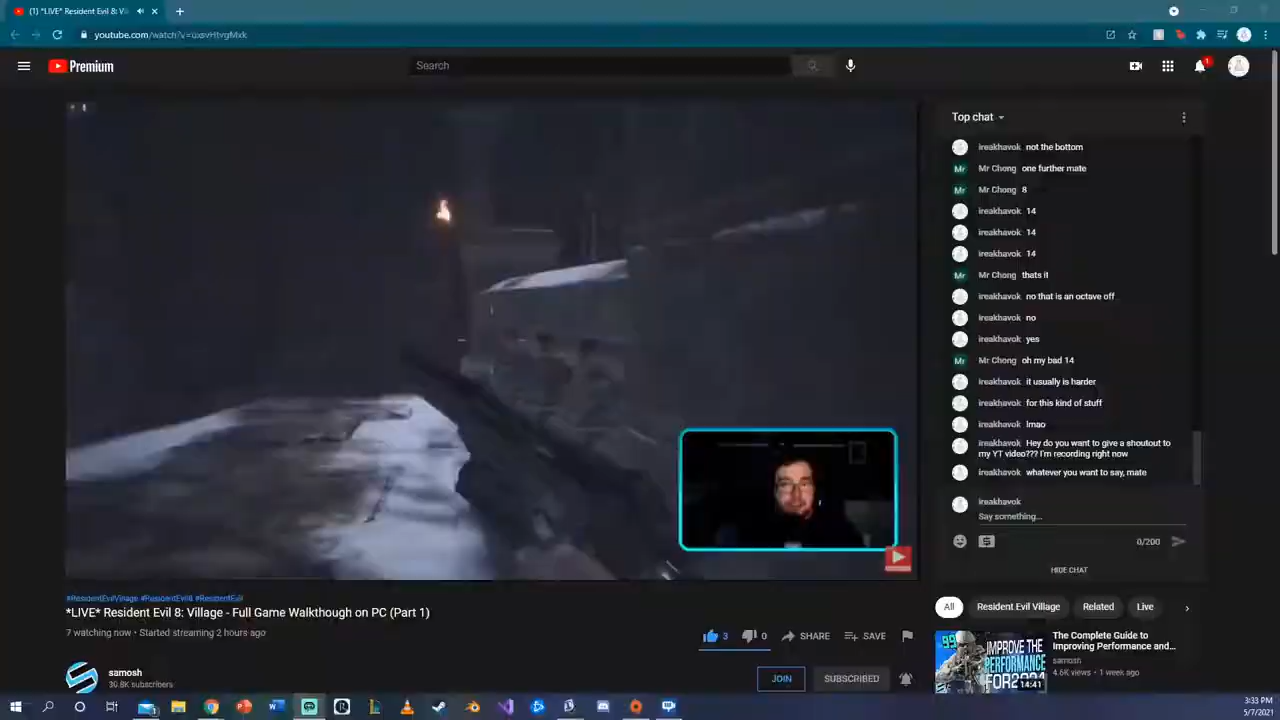 (1) *LIVE* Resident Evil 8: Vil
Premium
Search
1
Top chat
ireakhavok not the bottom
Mr Chong one further mate
Mr Chong 8
ireakhavok 14
ireakhavok 14
ireakhavok 14
Mr Chong thats it
ireakhavok no that is an octave off
ireakhavok no
ireakhavok yes
Mr Chong oh my bad 14
ireakhavok it usually is harder
ireakhavok for this kind of stuff
ireakhavok lmao
ireakhavok Hey do you want to give a shoutout to
my YT video??? I'm recording right now
ireakhavok whatever you want to say, mate
ireakhavok
Say something...
0/200
HIDE CHAT
#ResidentEvilVillage #ResidentEvil8 #ResidentEvil
*LIVE* Resident Evil 8: Village - Full Game Walkthough on PC (Part 1)
7 watching now • Started streaming 2 hours ago
3
0
SHARE
SAVE
samosh
30.8K subscribers
JOIN
SUBSCRIBED
All
Resident Evil Village
Related
Live
IMPROVE THE
PERFORMANCE
14:41
The Complete Guide to
Improving Performance and...
samosh
4.6K views • 1 week ago
3:33 PM
5/7/2021